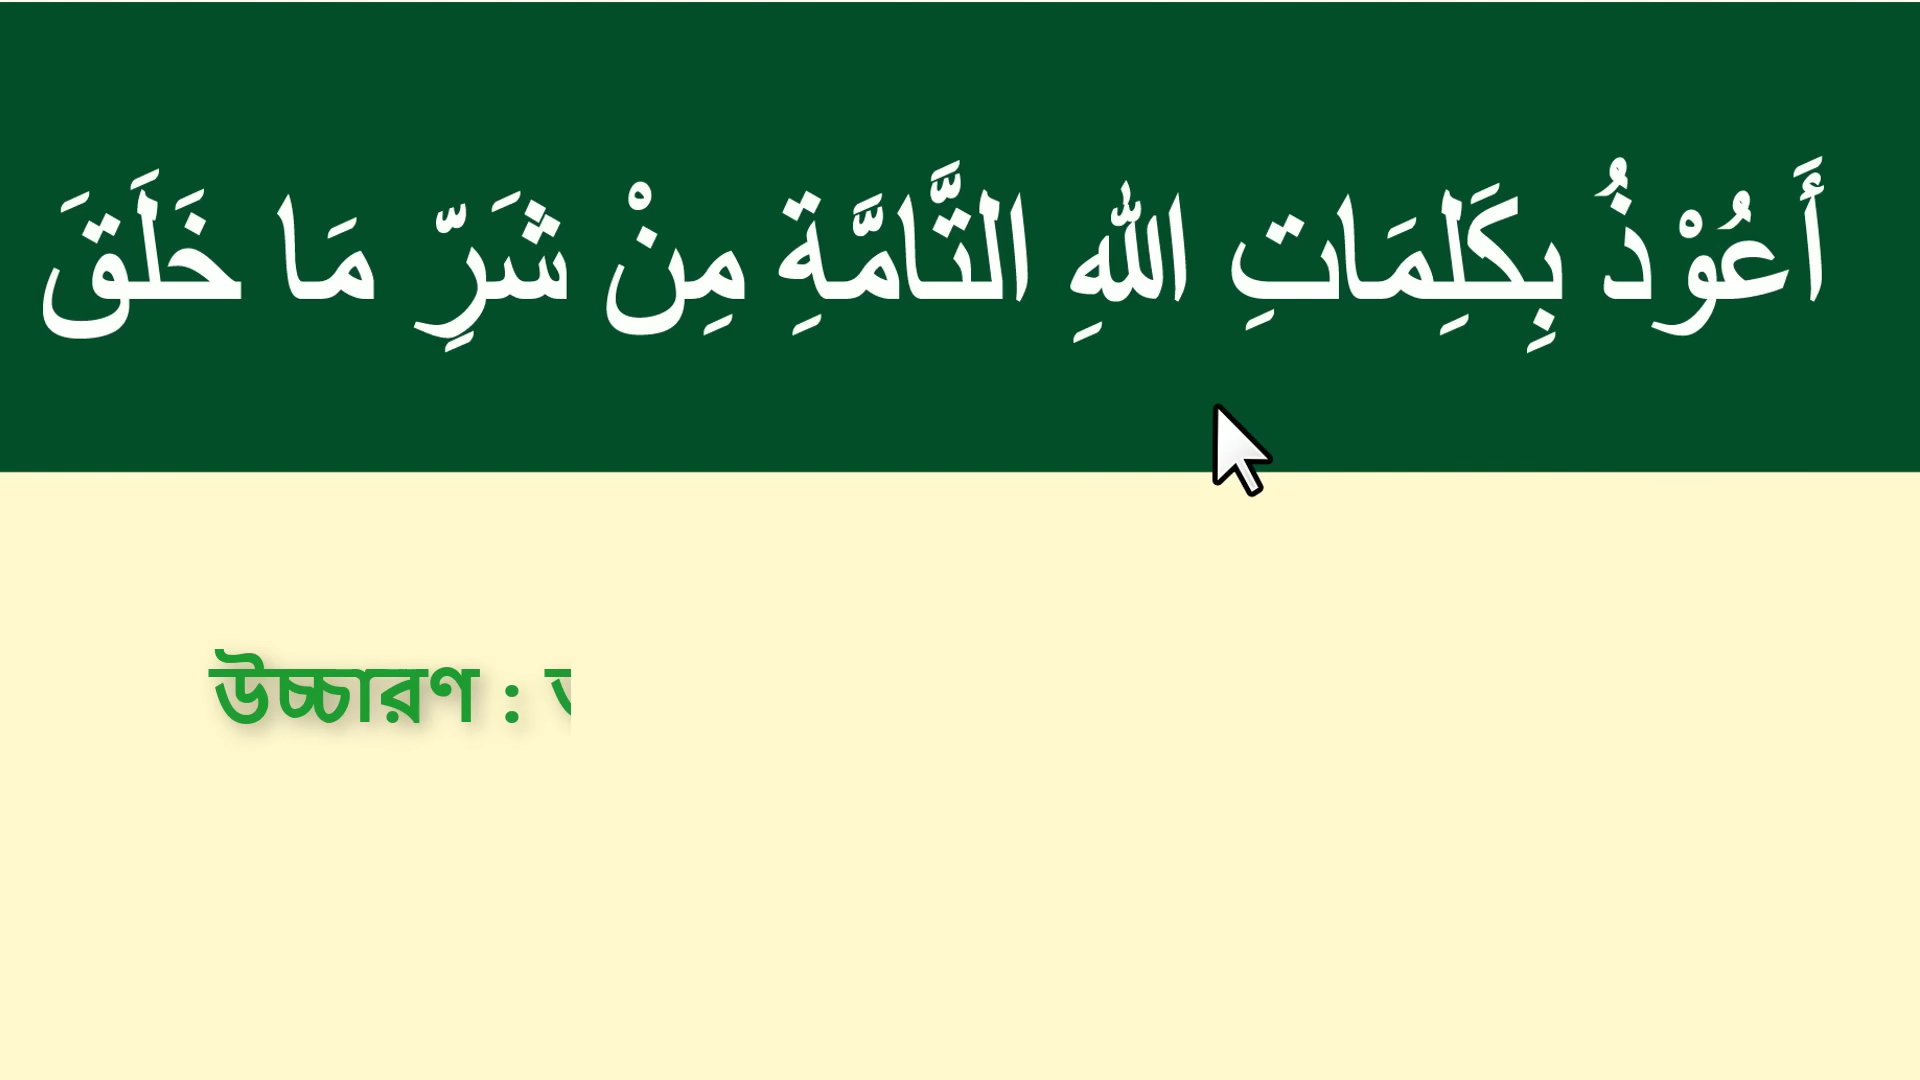 أَعُوْذُ بِكَلِمَاتِ اللهِ التَّامَّةِ مِنْ شَرِّ مَا خَلَقَ
উচ্চারণ :